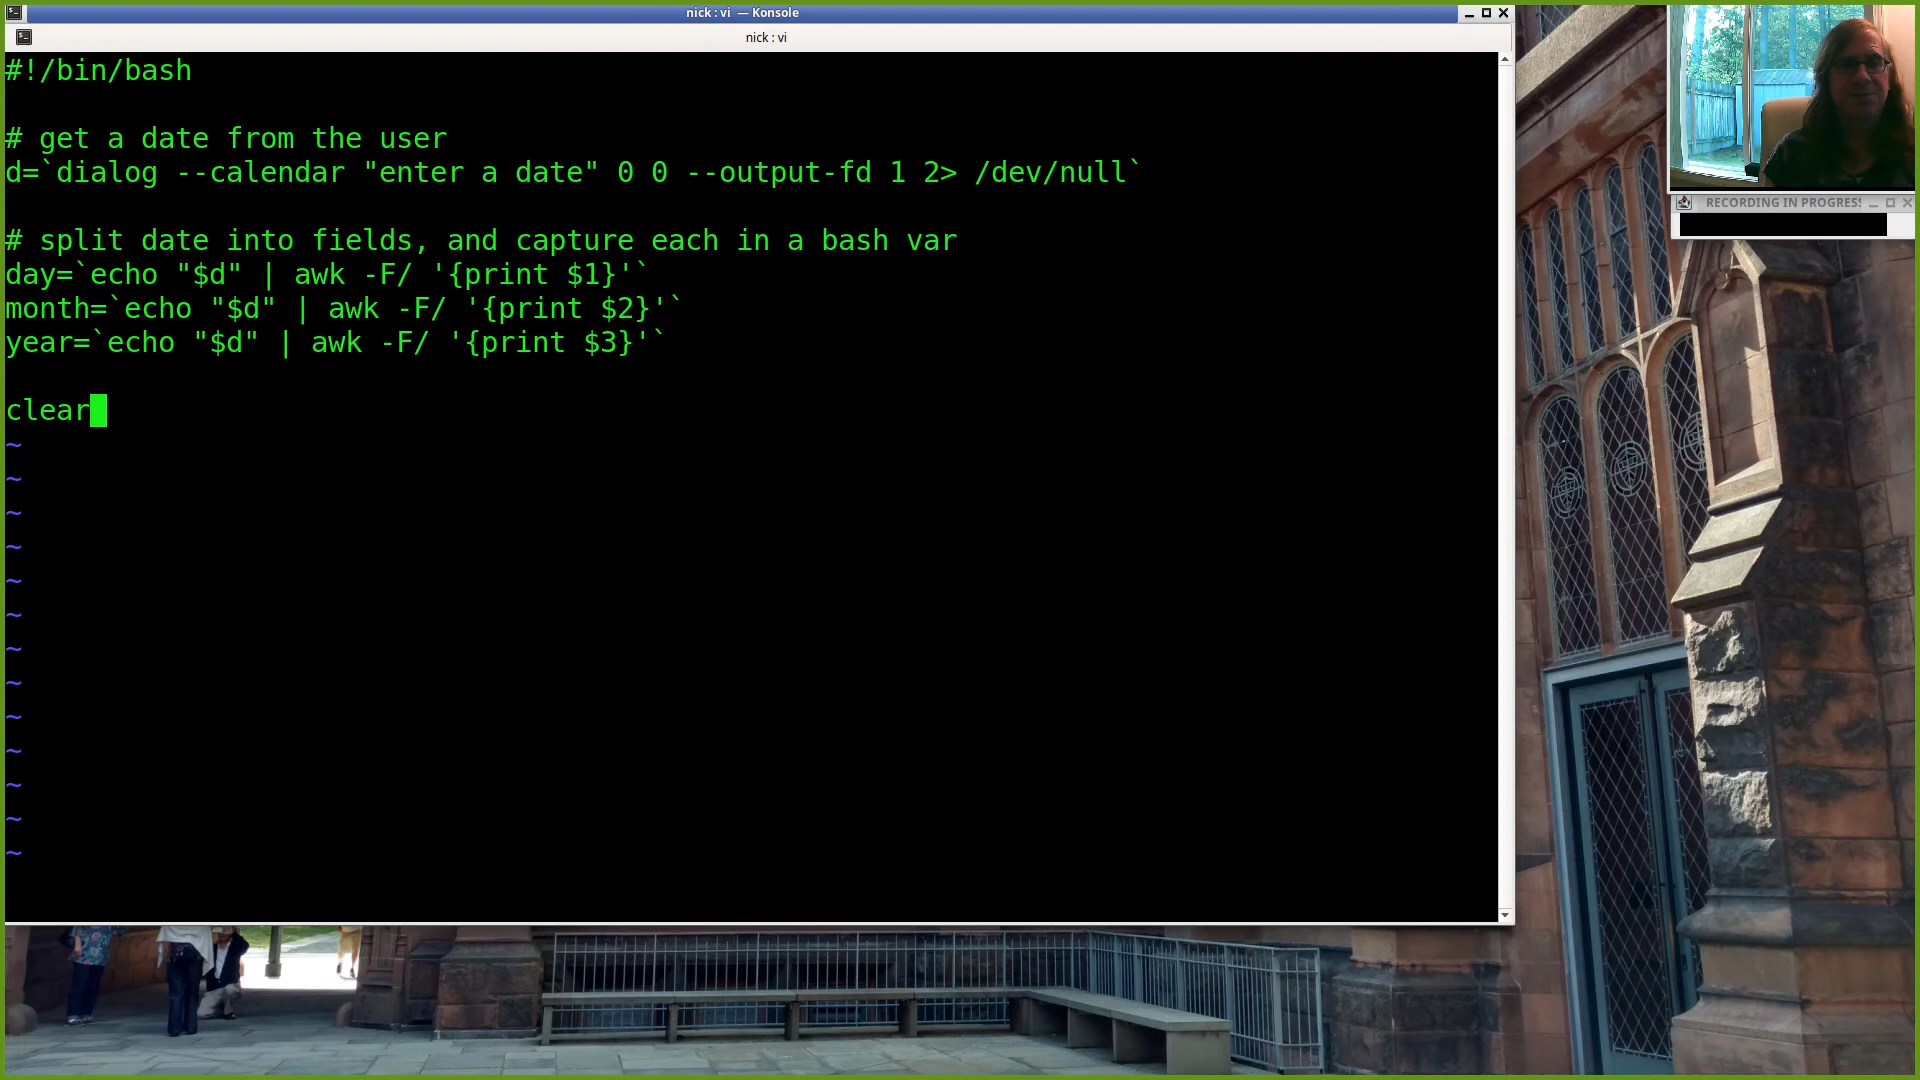 nick : vi — Konsole
nick : vi
#!/bin/bash
# get a date from the user
d=`dialog --calendar "enter a date" 0 0 --output-fd 1 2> /dev/null`
# split date into fields, and capture each in a bash var
day=`echo "$d" | awk -F/ '{print $1}'`
month=`echo "$d" | awk -F/ '{print $2}'`
year=`echo "$d" | awk -F/ '{print $3}'`
clear
~
~
~
~
~
~
~
~
~
~
~
~
~
RECORDING IN PROGRES!